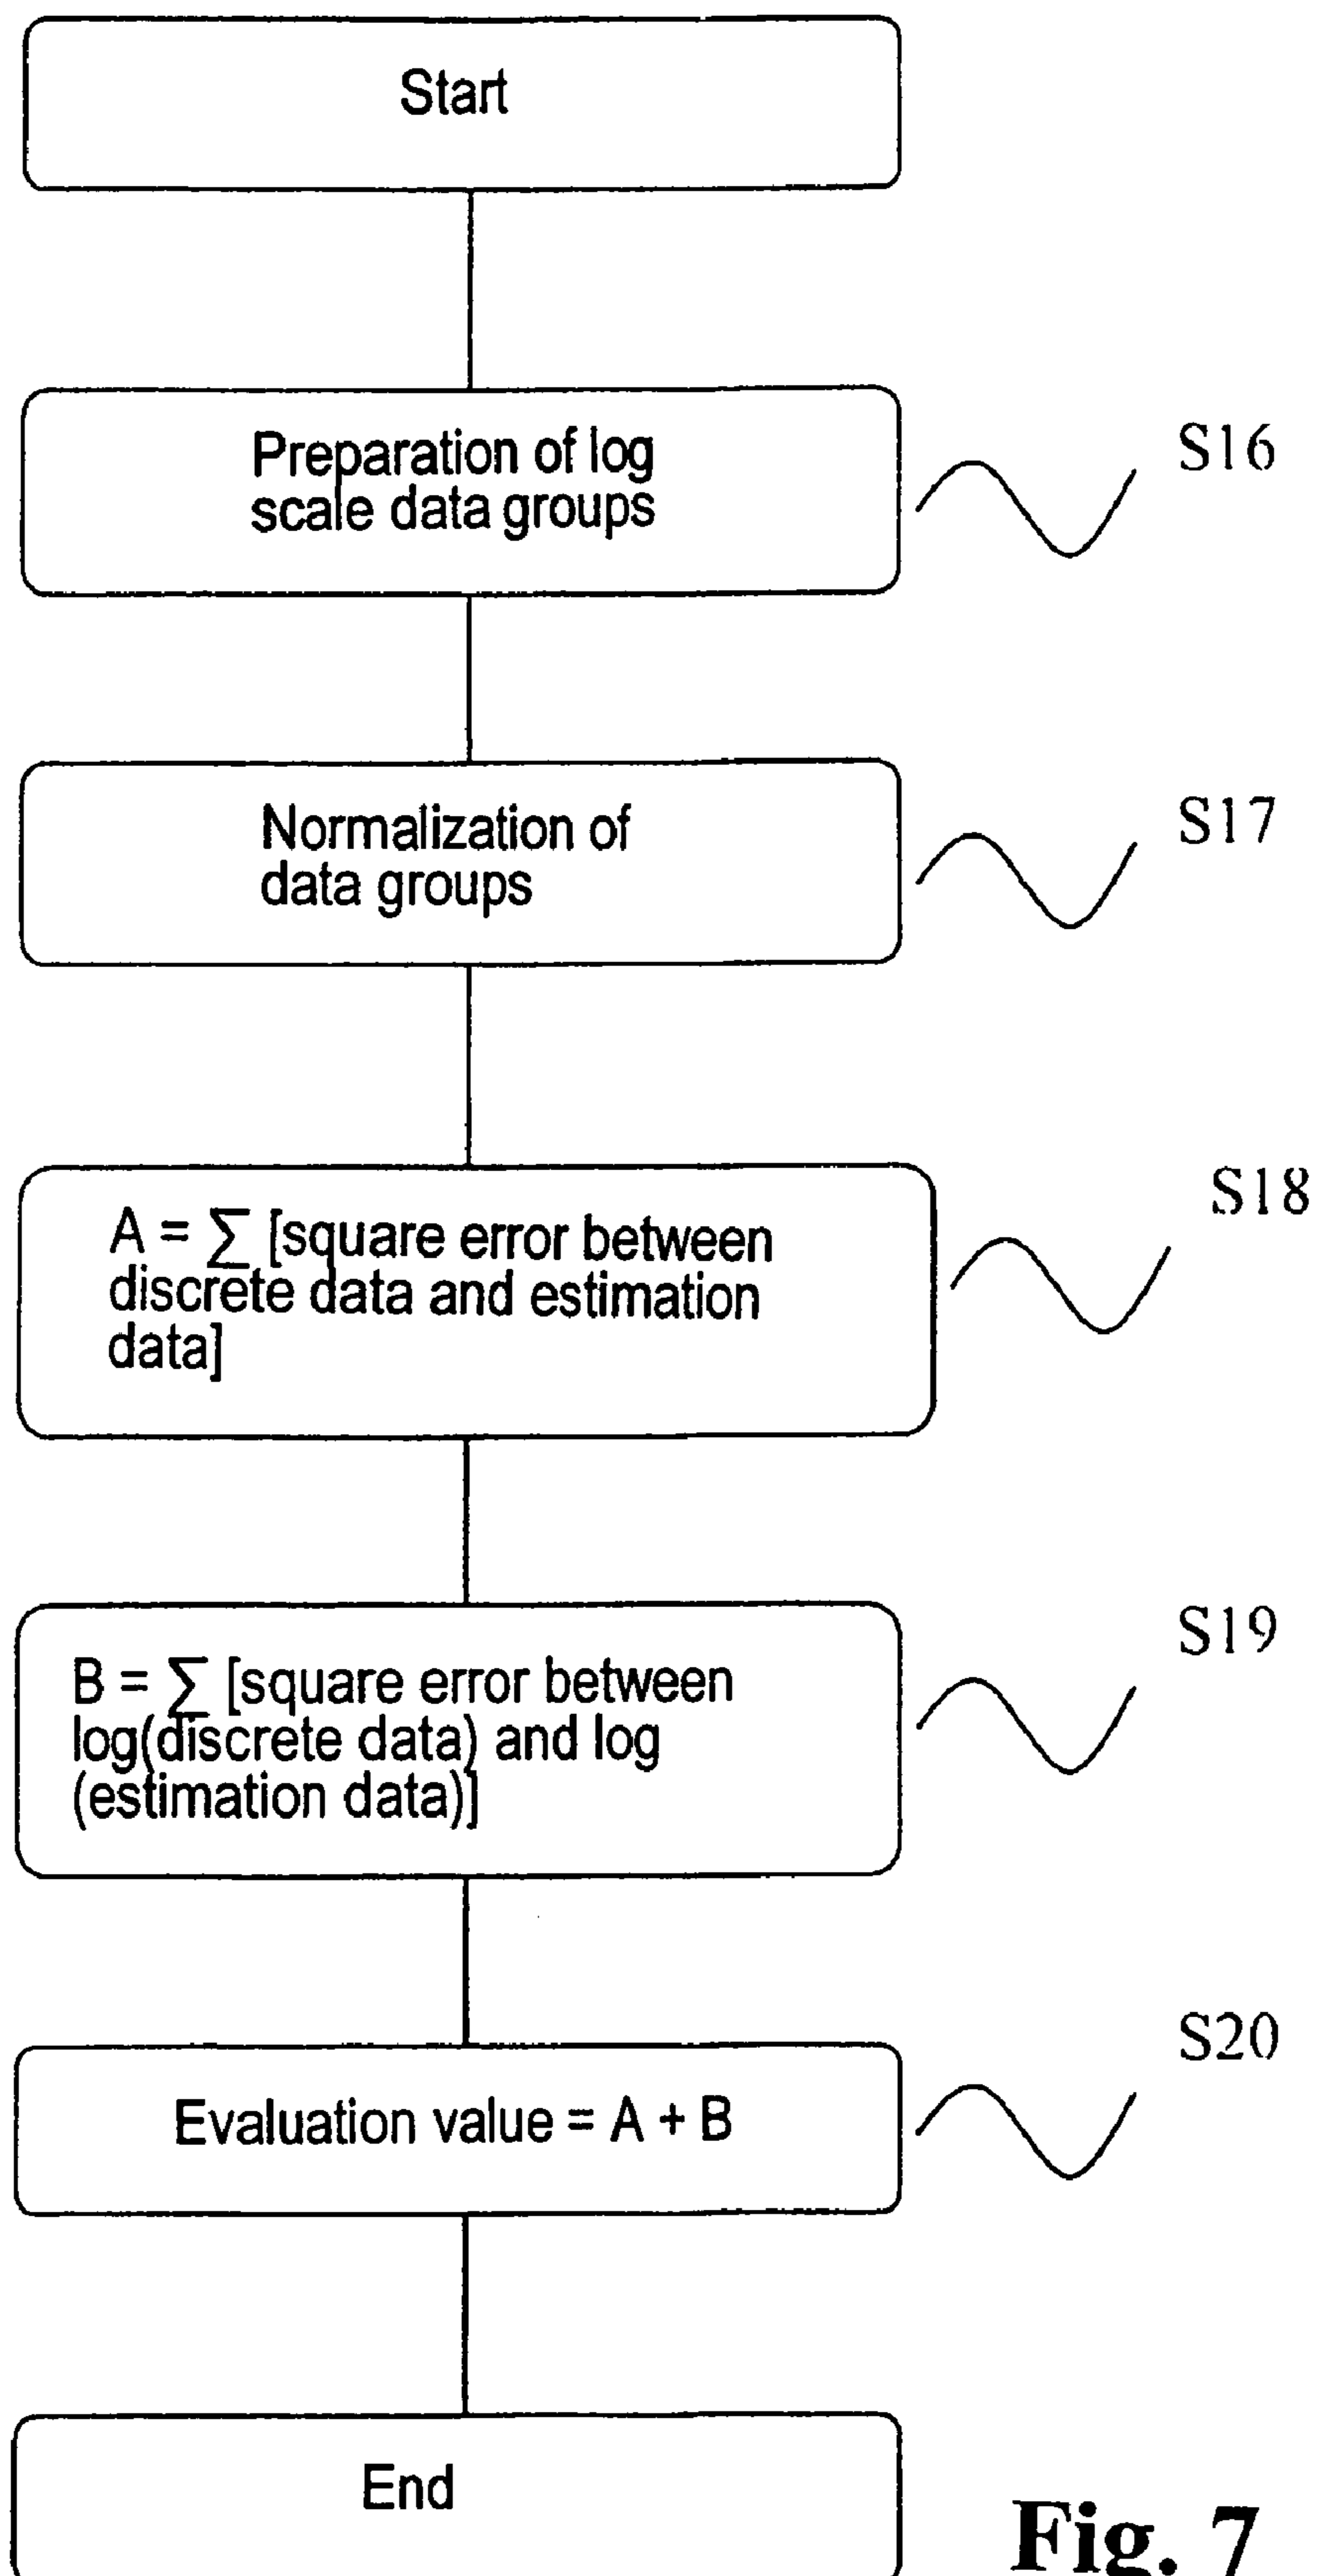 Start
Preparation of log
scale data groups
S16
Normalization of
data groups
S17
A = ∑ [square error between
discrete data and estimation
data]
S18
B = ∑ [square error between
log(discrete data) and log
(estimation data)]
S19
Evaluation value = A + B
S20
End
Fig. 7